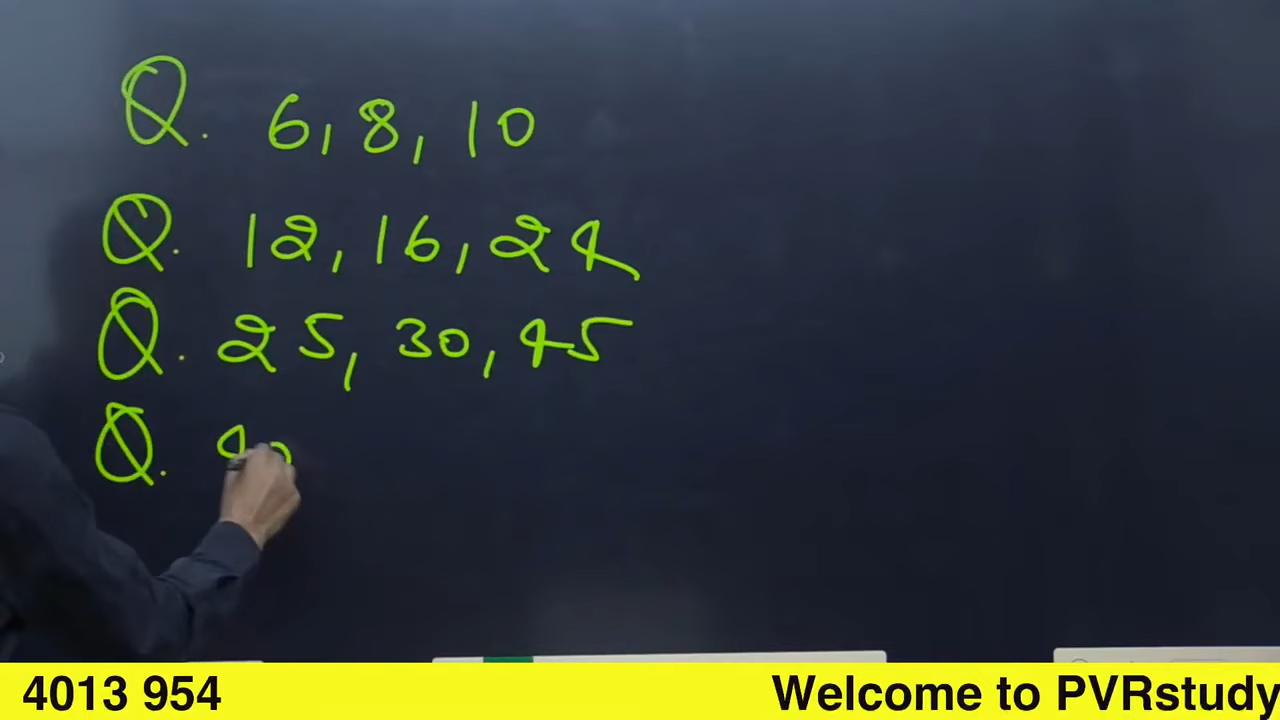 Q. 6, 8, 10
Q. 12, 16, 24
Q. 25, 30, 45
Q.
4013 954
Welcome to PVRstudy